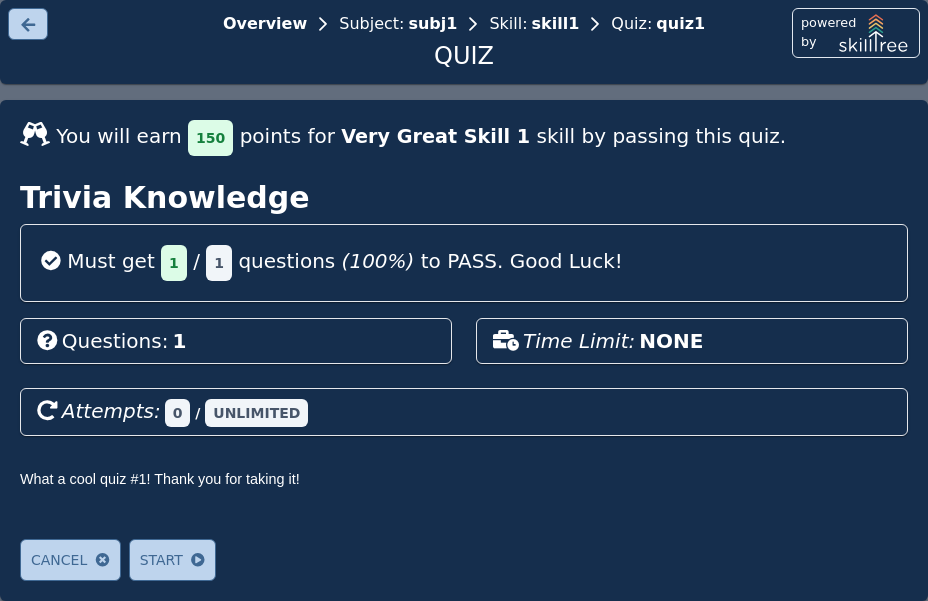 Overview > Subject: subj1 > Skill: skill1 > Quiz: quiz1
QUIZ
powered
by skilltree
You will earn 150 points for Very Great Skill 1 skill by passing this quiz.
Trivia Knowledge
Must get 1 / 1 questions (100%) to PASS. Good Luck!
Questions: 1
Time Limit: NONE
Attempts: 0 / UNLIMITED
What a cool quiz #1! Thank you for taking it!
CANCEL
START